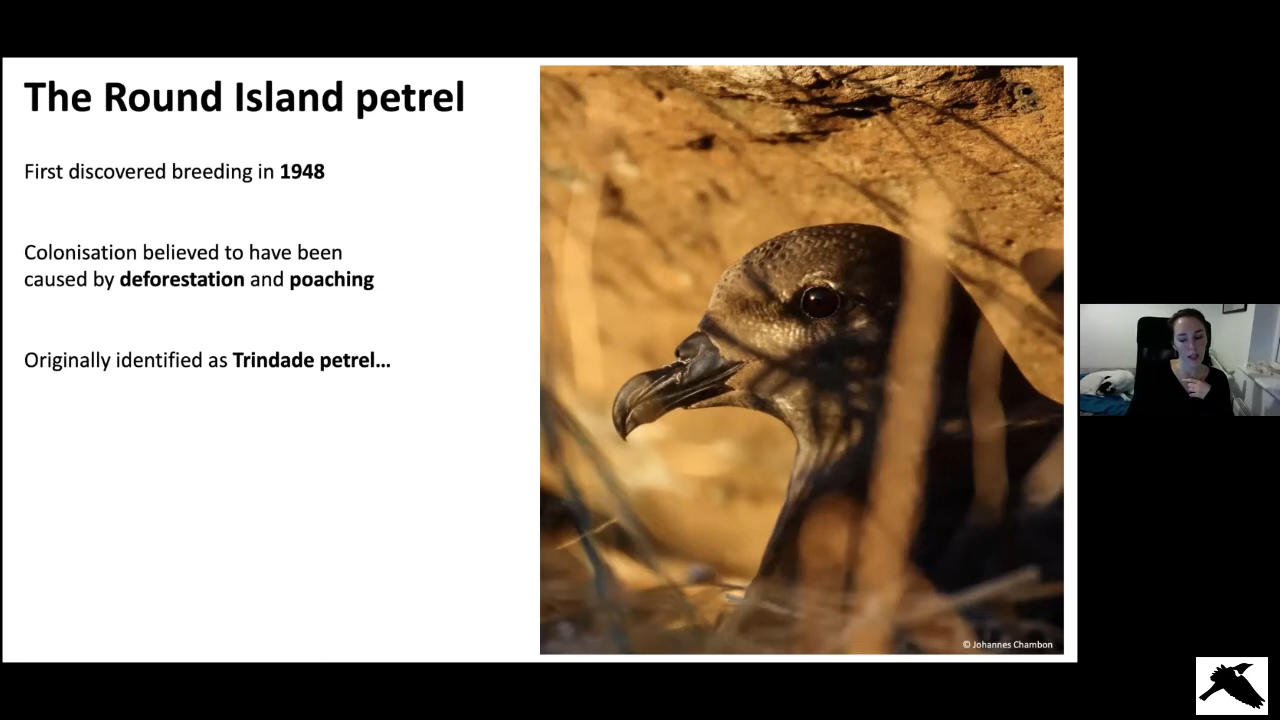 The Round Island petrel
First discovered breeding in 1948
Colonisation believed to have been
caused by deforestation and poaching
Originally identified as Trindade petrel...
© Johannes Chambon